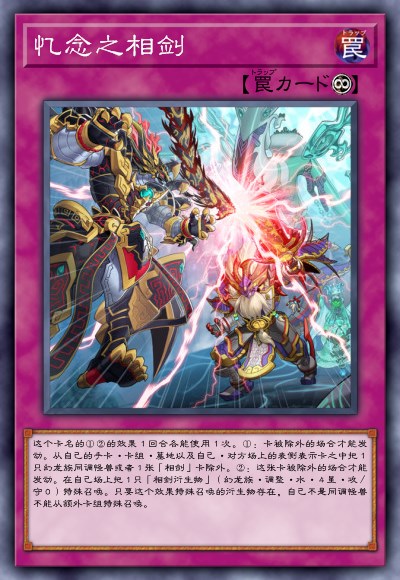 忆念之相剑
トラップ
罠
トラップ
【罠カード】
这个卡名的①②的效果1回合各能使用1次。①：卡被除外的场合才能发
动。从自己的手卡·卡组·墓地以及自己·对方场上的表侧表示卡之中把1
只幻龙族同调怪兽或者1张「相剑」卡除外。②：这张卡被除外的场合才能
发动。在自己场上把1只「相剑衍生物」（幻龙族·调整·水·4星·攻／
守0）特殊召唤。只要这个效果特殊召唤的衍生物存在，自己不是同调怪兽
不能从额外卡组特殊召唤。